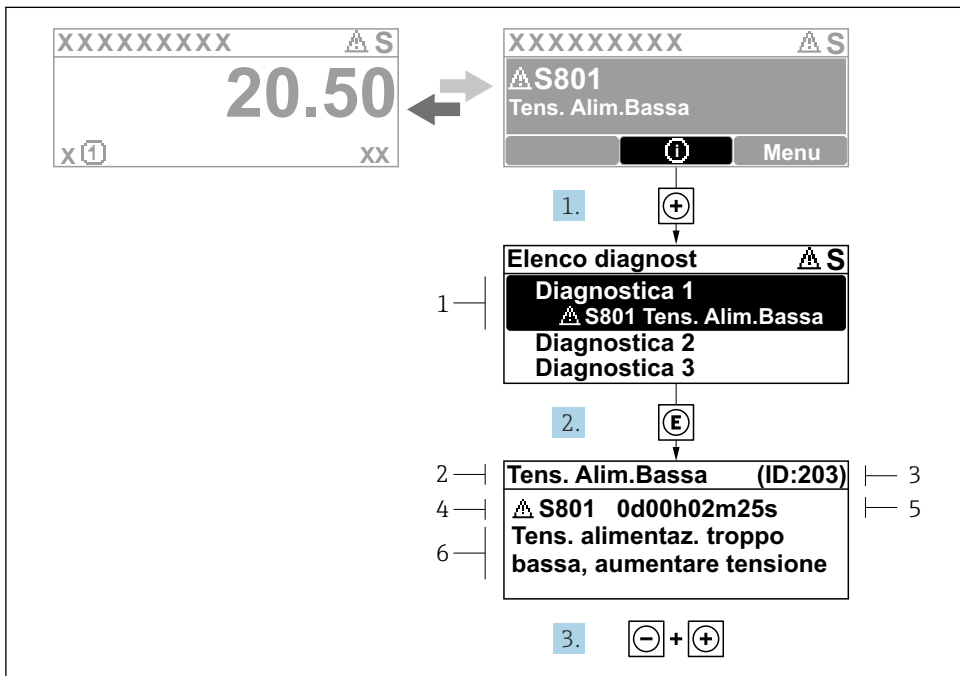 XXXXXXXXX ⚠ S
20.50
x ① xx
XXXXXXXXX ⚠ S
⚠ S801
Tens. Alim.Bassa
ⓘ Menu
1. +
Elenco diagnost ⚠ S
1
Diagnostica 1
⚠ S801 Tens. Alim.Bassa
Diagnostica 2
Diagnostica 3
2. E
2 Tens. Alim.Bassa (ID:203) 3
4 ⚠ S801 0d00h02m25s 5
6 Tens. alimentaz. troppo
bassa, aumentare tensione
3. - + +